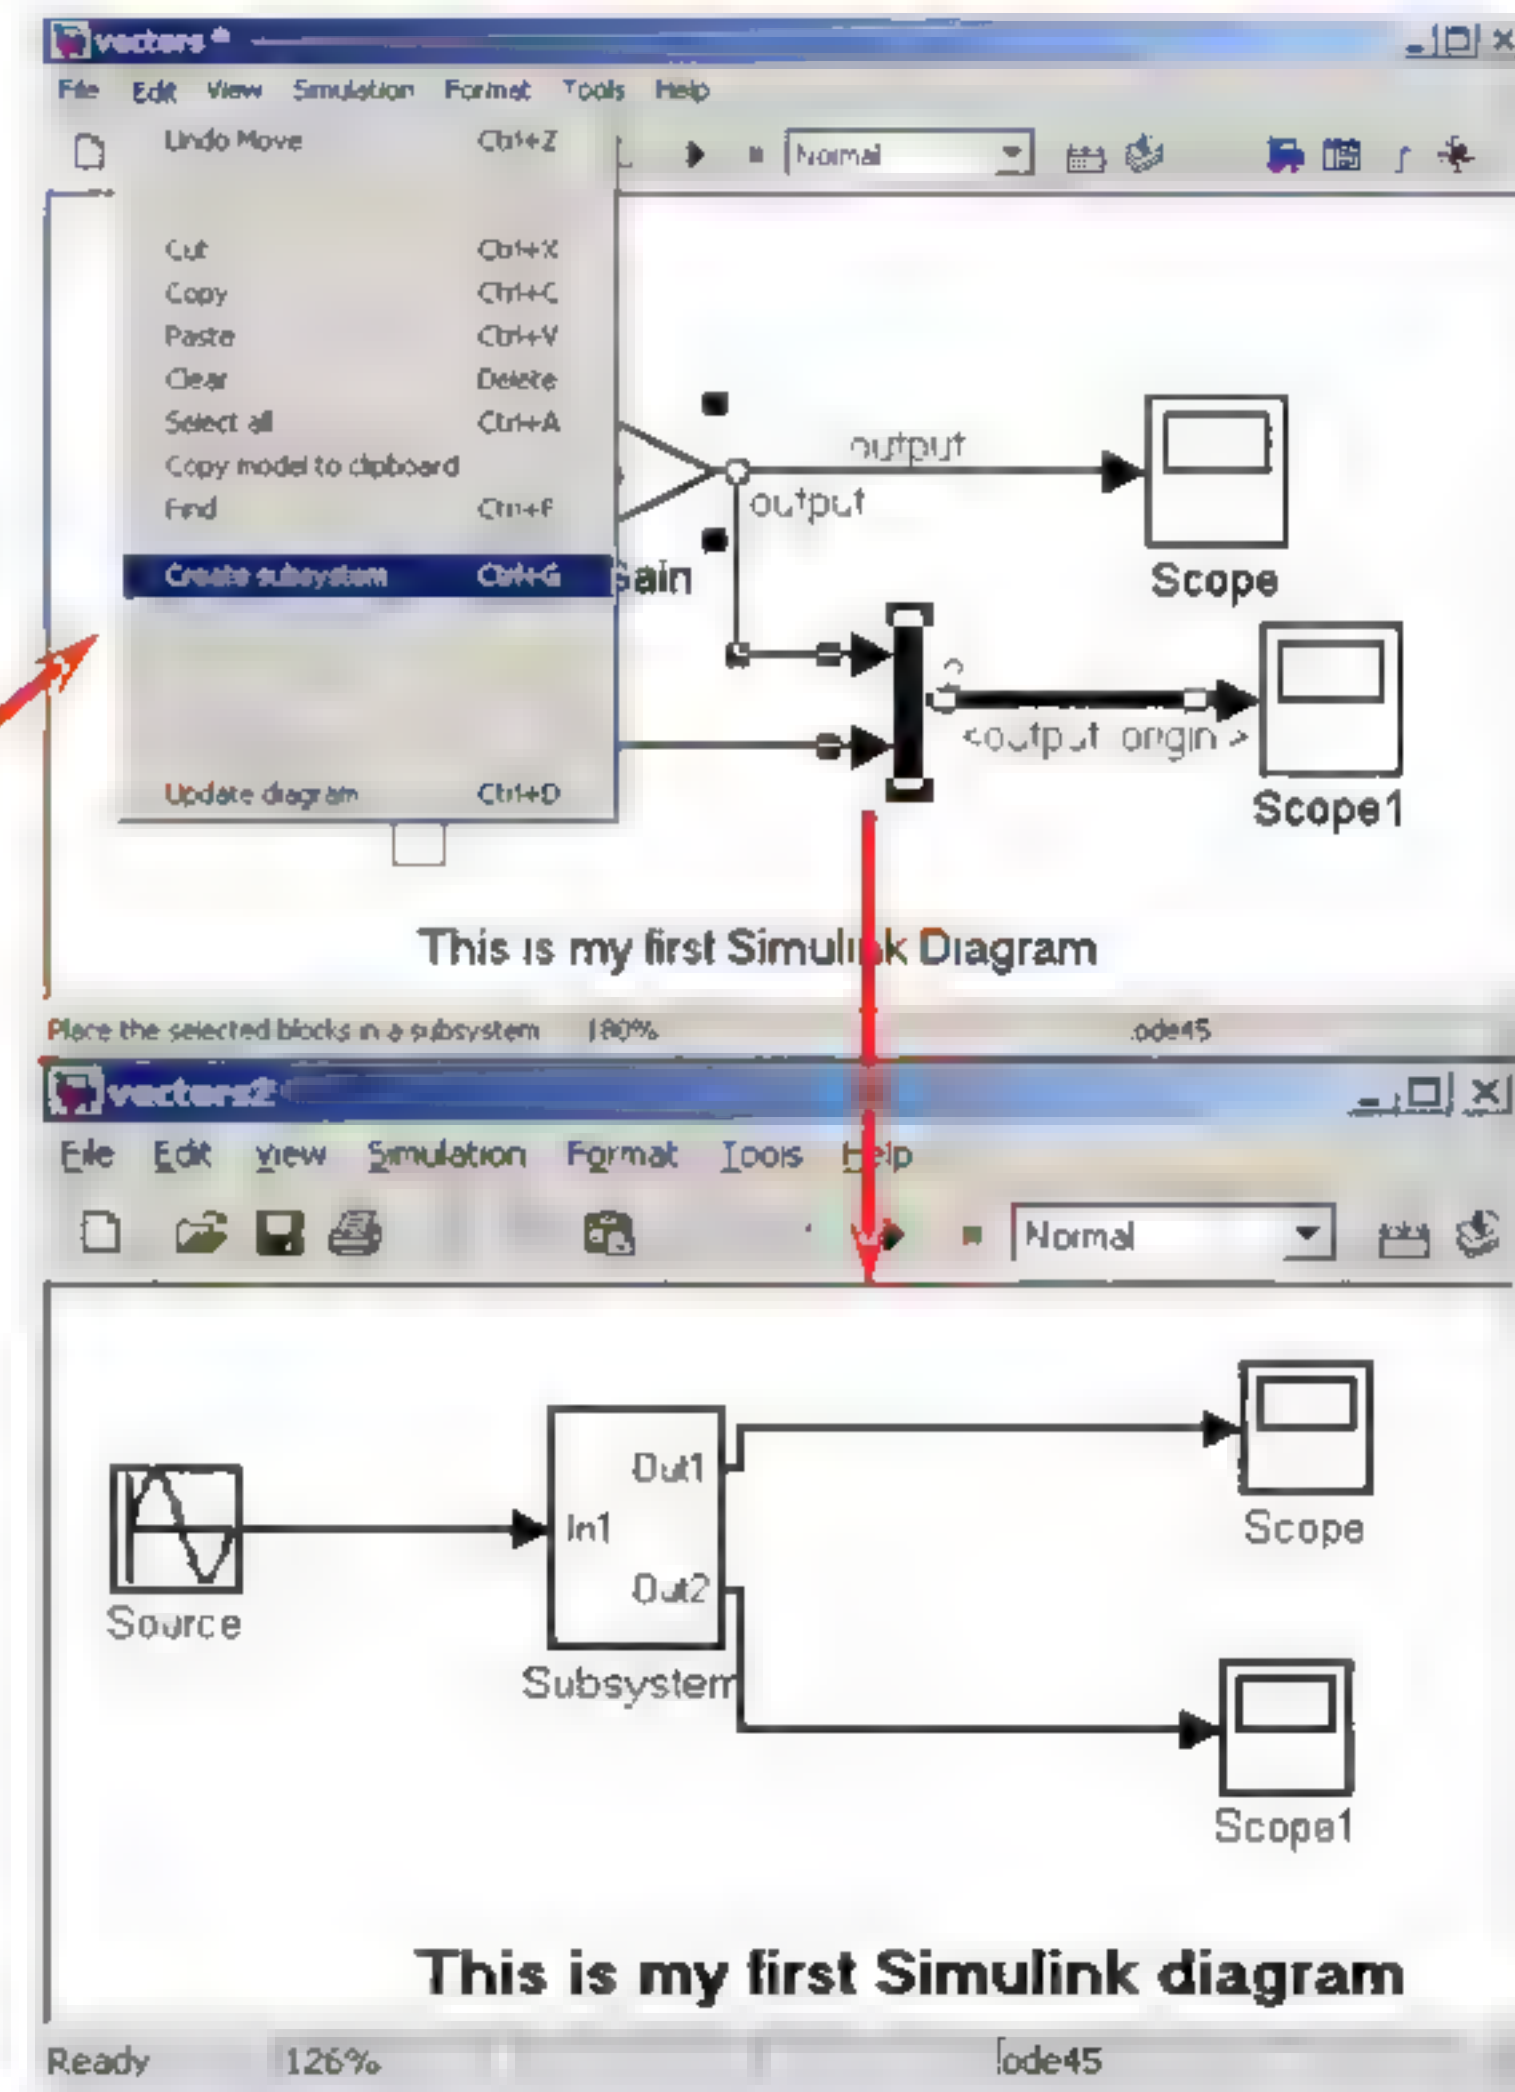 vectors *
File Edit View Simulation Format Tools Help
Undo Move Ctrl+Z
Normal
Cut Ctrl+X
Copy Ctrl+C
Paste Ctrl+V
Clear Delete
Select all Ctrl+A
Copy model to clipboard
Find Ctrl+F
Create subsystem Ctrl+G
Update diagram Ctrl+D
output
output
Gain
Scope
2
<output origin >
Scope1
This is my first Simulink Diagram
Place the selected blocks in a subsystem 180% ode45
vectors2
File Edit View Simulation Format Tools Help
Normal
Out1
In1
Out2
Source
Subsystem
Scope
Scope1
This is my first Simulink diagram
Ready 126% ode45